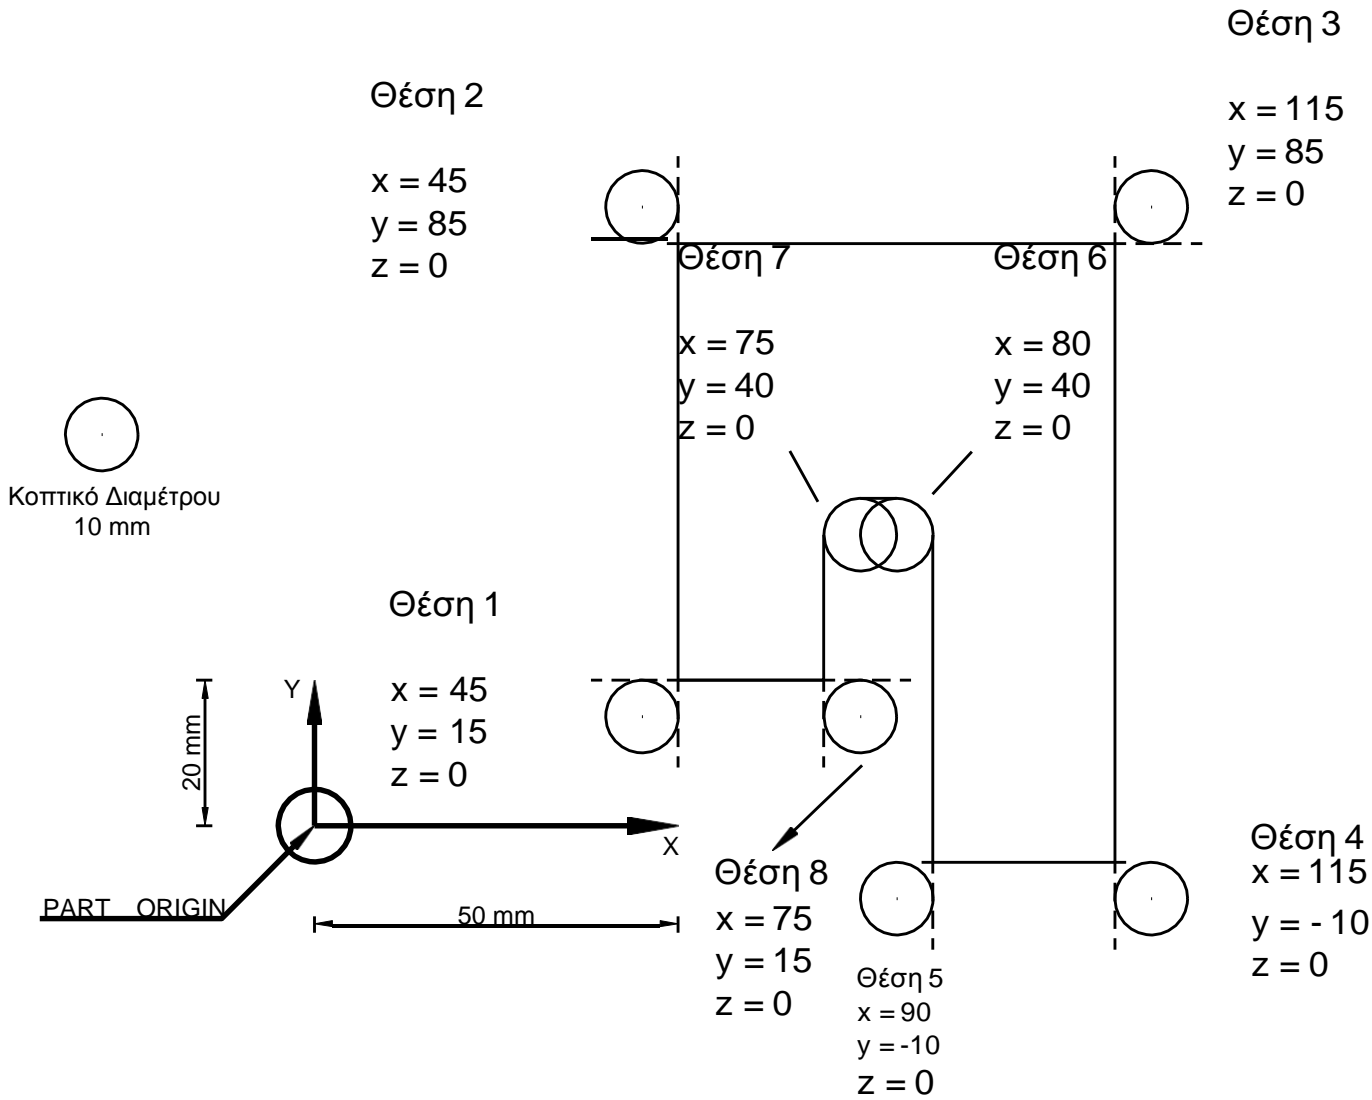 Θέση 3
x = 115
y = 85
z = 0
Θέση 2
x = 45
y = 85
z = 0
Θέση 7
x = 75
y = 40
z = 0
Θέση 6
x = 80
y = 40
z = 0
Κοπτικό Διαμέτρου
10 mm
Θέση 1
x = 45
y = 15
z = 0
Y
20 mm
X
PART ORIGIN
50 mm
Θέση 8
x = 75
y = 15
z = 0
Θέση 5
x = 90
y = -10
z = 0
Θέση 4
x = 115
y = - 10
z = 0